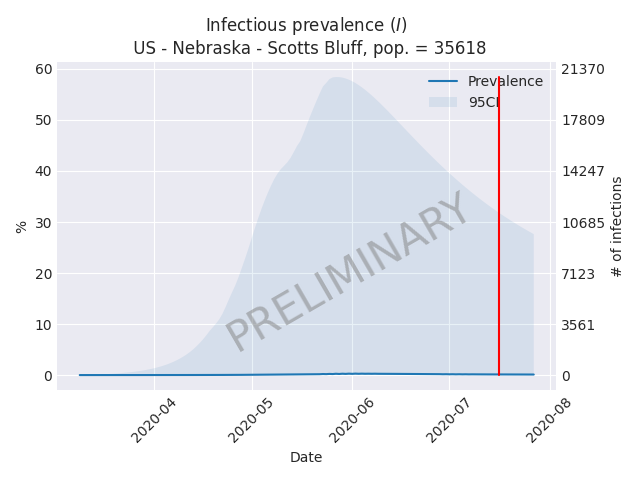 Infectious prevalence (I)
US - Nebraska - Scotts Bluff, pop. = 35618
Prevalence
95CI
60
50
40
30
20
10
0
%
21370
17809
14247
10685
7123
3561
0
# of infections
PRELIMINARY
2020-04
2020-05
2020-06
2020-07
2020-08
Date